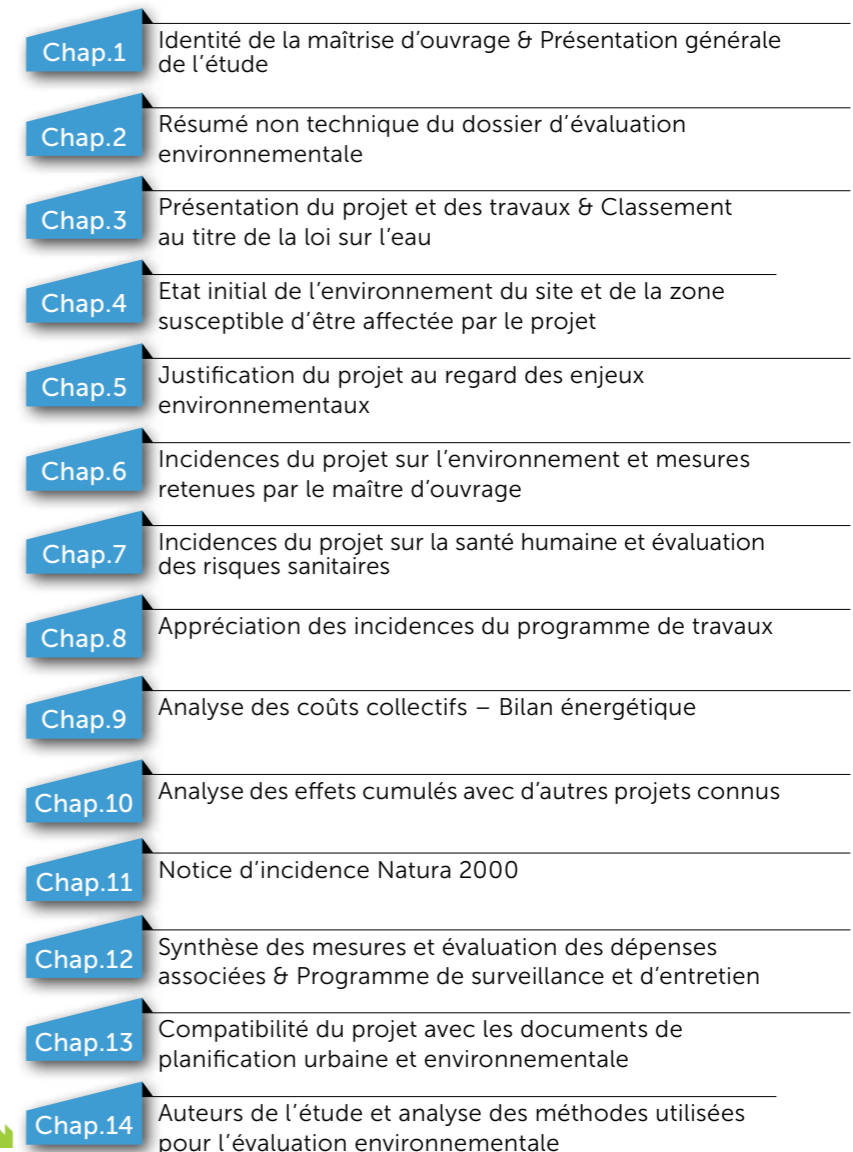 Chap.1
Identité de la maîtrise d’ouvrage & Présentation générale
de l’étude
Chap.2
Résumé non technique du dossier d’évaluation
environnementale
Chap.3
Présentation du projet et des travaux & Classement
au titre de la loi sur l’eau
Chap.4
Etat initial de l’environnement du site et de la zone
susceptible d’être affectée par le projet
Chap.5
Justification du projet au regard des enjeux
environnementaux
Chap.6
Incidences du projet sur l’environnement et mesures
retenues par le maître d’ouvrage
Chap.7
Incidences du projet sur la santé humaine et évaluation
des risques sanitaires
Chap.8
Appréciation des incidences du programme de travaux
Chap.9
Analyse des coûts collectifs – Bilan énergétique
Chap.10
Analyse des effets cumulés avec d’autres projets connus
Chap.11
Notice d’incidence Natura 2000
Chap.12
Synthèse des mesures et évaluation des dépenses
associées & Programme de surveillance et d’entretien
Chap.13
Compatibilité du projet avec les documents de
planification urbaine et environnementale
Chap.14
Auteurs de l’étude et analyse des méthodes utilisées
pour l’évaluation environnementale